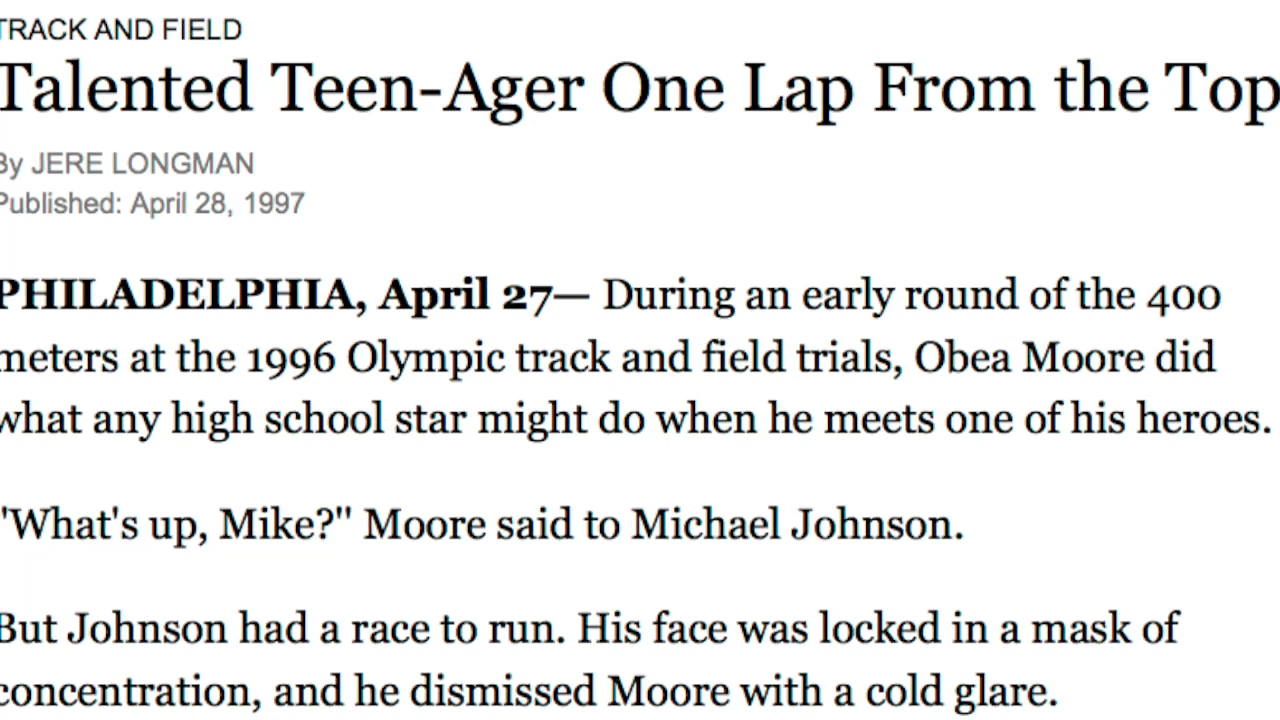 TRACK AND FIELD
Talented Teen-Ager One Lap From the Top
By JERE LONGMAN
Published: April 28, 1997
PHILADELPHIA, April 27— During an early round of the 400
meters at the 1996 Olympic track and field trials, Obea Moore did
what any high school star might do when he meets one of his heroes.
''What's up, Mike?'' Moore said to Michael Johnson.
But Johnson had a race to run. His face was locked in a mask of
concentration, and he dismissed Moore with a cold glare.